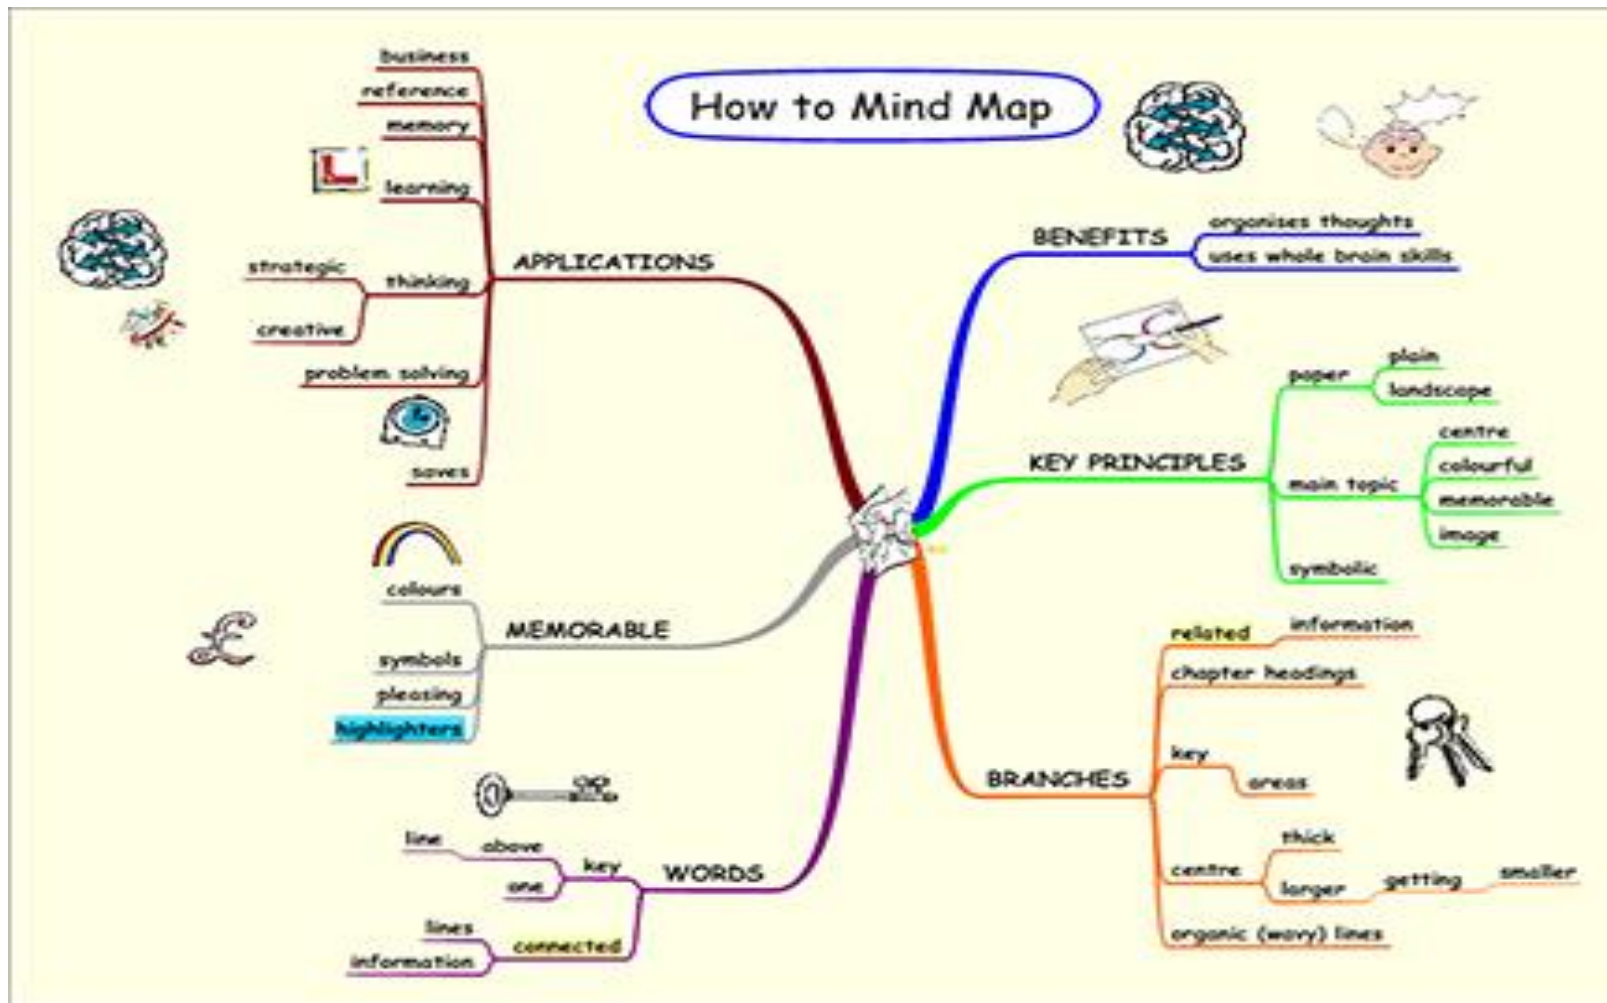 How to Mind Map
BENEFITS
organises thoughts
uses whole brain skills
KEY PRINCIPLES
paper
plain
landscape
main topic
centre
colourful
memorable
image
symbolic
BRANCHES
related
information
chapter headings
key
areas
centre
thick
larger
getting
smaller
organic (wavy) lines
WORDS
key
above
line
one
connected
lines
information
MEMORABLE
colours
symbols
pleasing
highlighters
£
APPLICATIONS
business
reference
memory
L
learning
thinking
strategic
creative
problem solving
saves